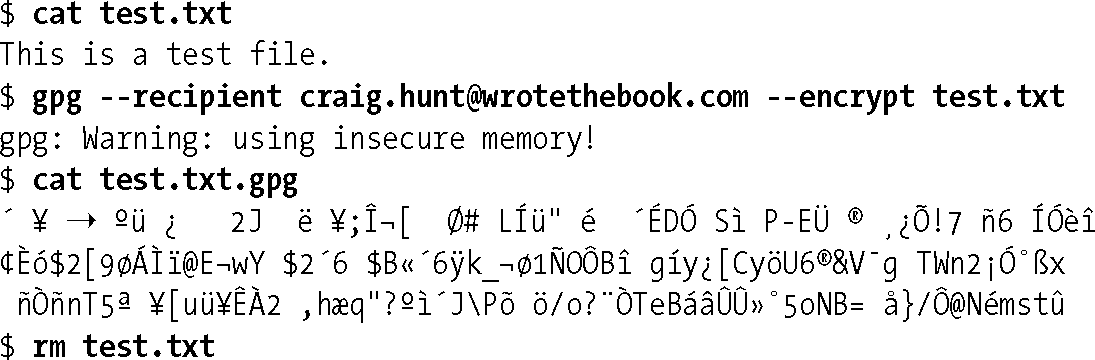 $ cat test.txt
This is a test file.
$ gpg --recipient craig.hunt@wrotethebook.com --encrypt test.txt
gpg: Warning: using insecure memory!
$ cat test.txt.gpg
´ ¥ → ºü ¿ 2J ë ¥;Î¬[ Ø# LÍü" é ´ÉDÓ Sì P-EÜ ® ¸¿Õ!7 ñ6 ÍÓèî
¢Èó$2[9øÁÌï@E¬wY $2´6 $B«´6ÿk_¬ø1ÑOÔBî gíy¿[CyöU6®&V¯g TWn2¡Ó°ßx
ñÒñnT5ª ¥[uü¥ÊÀ2 ,hæq"?ºì´J\Põ ö/o?¨ÒTeBáâÛÛ»°5oNB= å}/Ô@Némstû
$ rm test.txt